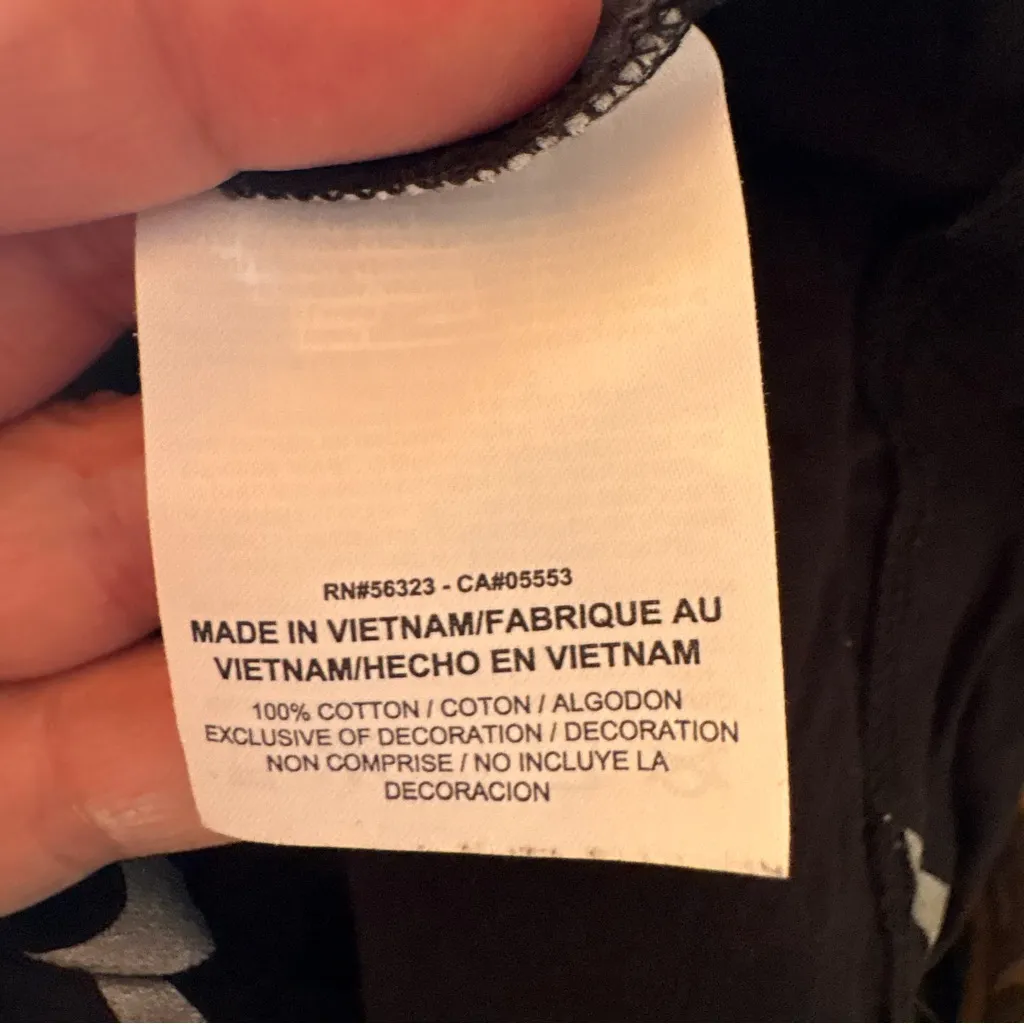 RN#56323 - CA#05553
MADE IN VIETNAM/FABRIQUE AU
VIETNAM/HECHO EN VIETNAM
100% COTTON / COTON / ALGODON
EXCLUSIVE OF DECORATION / DECORATION
NON COMPRISE / NO INCLUYE LA
DECORACION